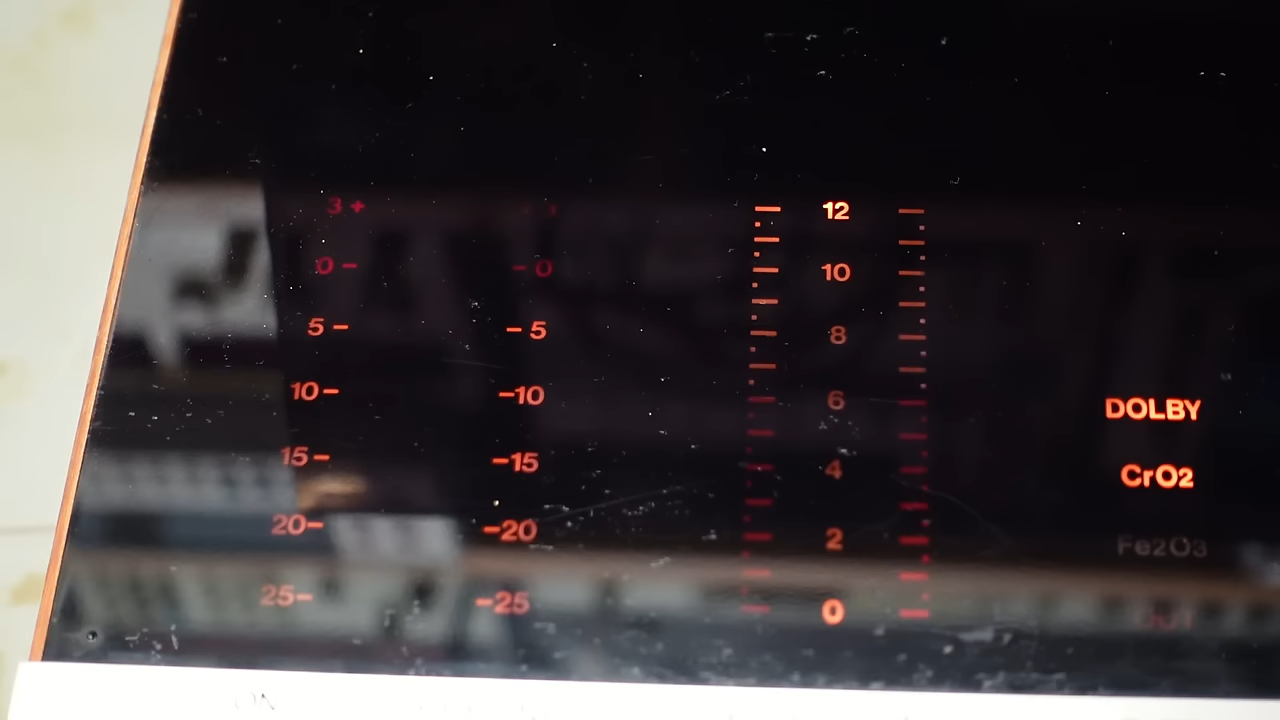 3 + 12
0 – – 0 10
5 – – 5 8
10 – –10 6
DOLBY
15 – –15 4
CrO2
20 – –20 2
Fe2O3
25 – –25 0